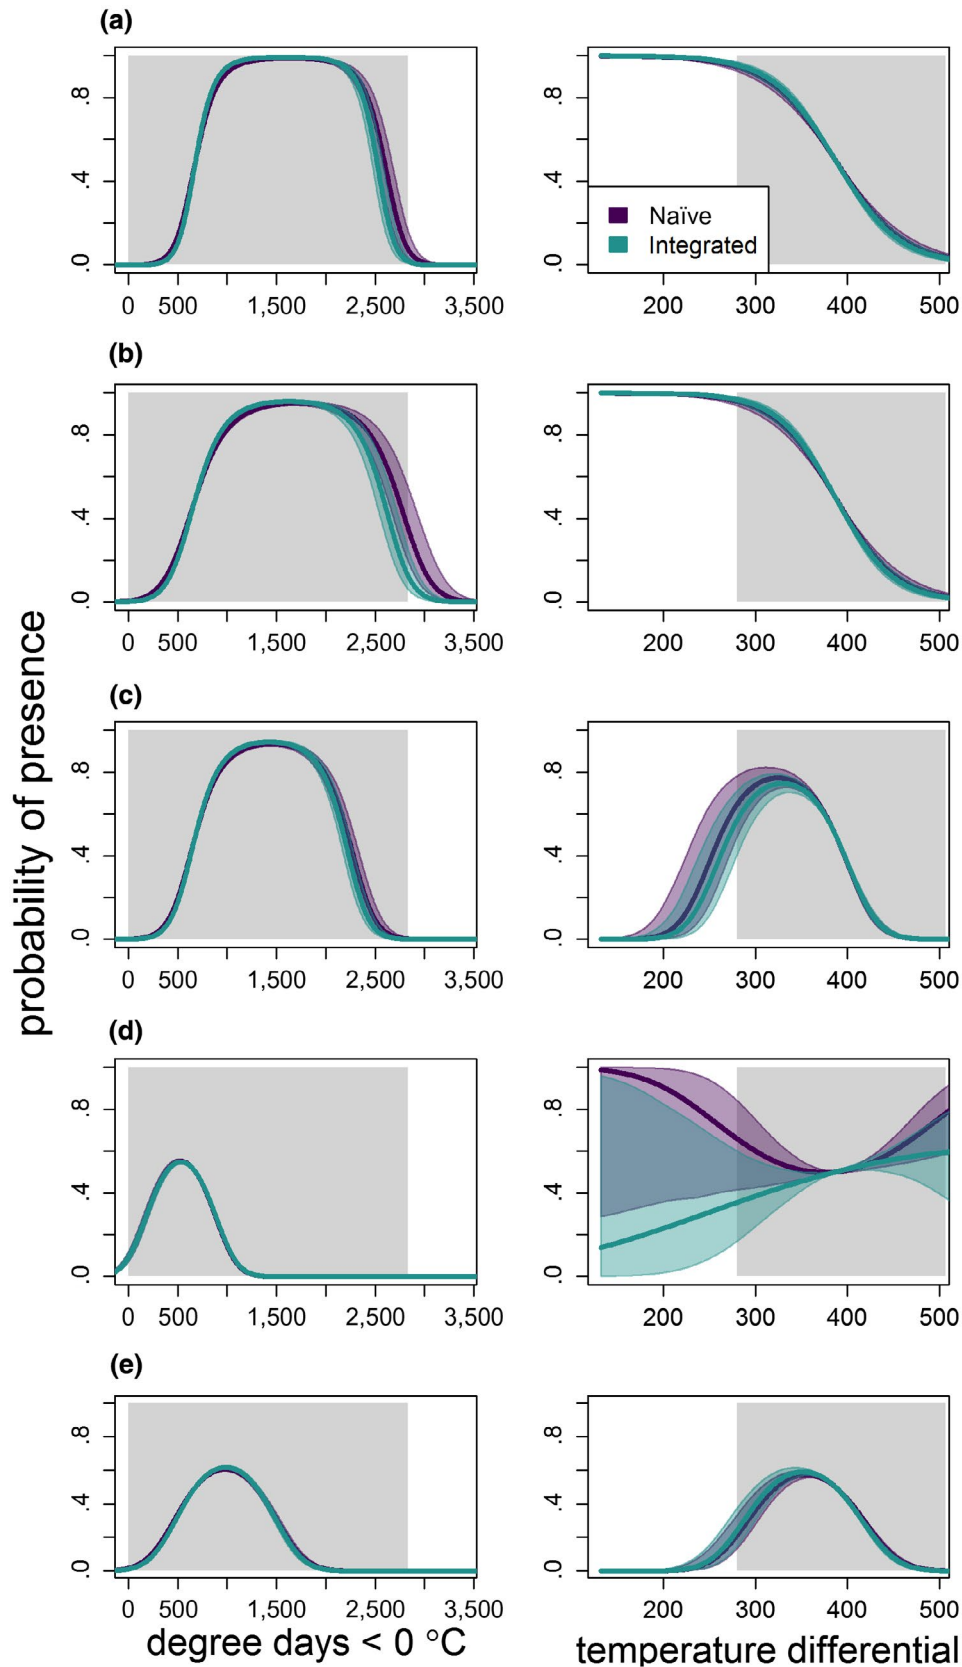 (a)
.8
.4
.0
0 500 1,500 2,500 3,500
.8
.4
.0
200 300 400 500
Naïve
Integrated
(b)
.8
.4
.0
0 500 1,500 2,500 3,500
.8
.4
.0
200 300 400 500
(c)
.8
.4
.0
0 500 1,500 2,500 3,500
.8
.4
.0
200 300 400 500
(d)
.8
.4
.0
0 500 1,500 2,500 3,500
.8
.4
.0
200 300 400 500
(e)
.8
.4
.0
0 500 1,500 2,500 3,500
.8
.4
.0
200 300 400 500
probability of presence
degree days < 0 °C
temperature differential